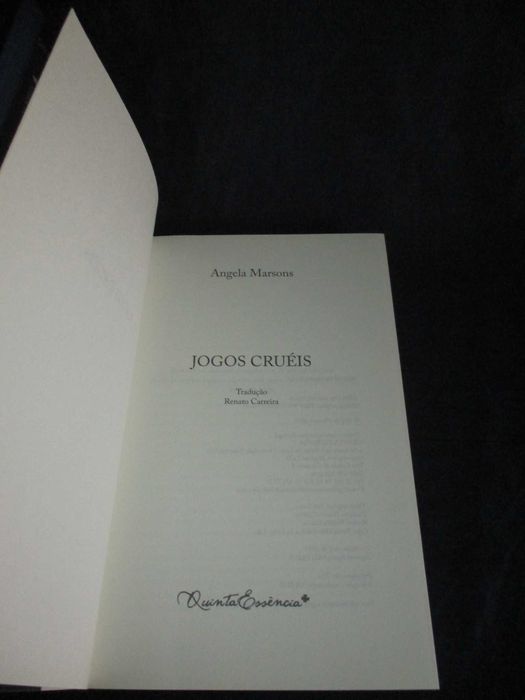 Angela Marsons
JOGOS CRUÉIS
Tradução
Renato Carreira
QuintaEssência